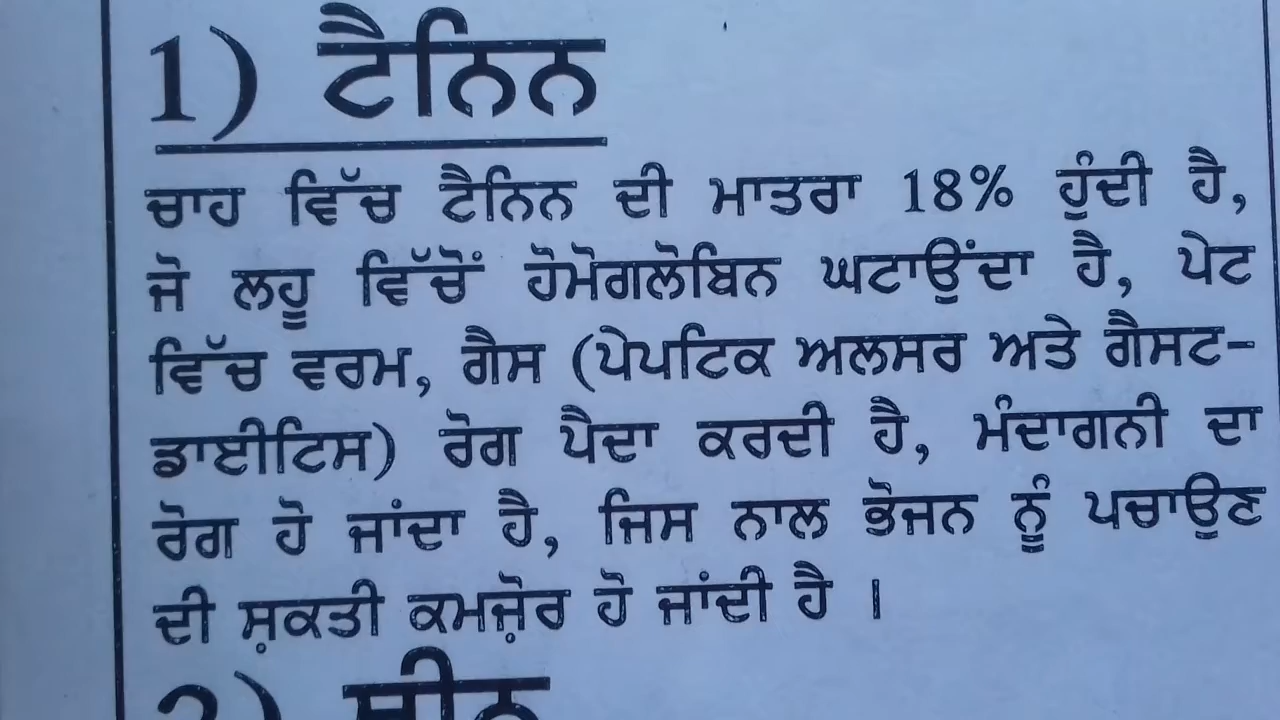 1) ਟੈਨਿਨ
ਚਾਹ ਵਿੱਚ ਟੈਨਿਨ ਦੀ ਮਾਤਰਾ 18% ਹੁੰਦੀ ਹੈ,
ਜੋ ਲਹੂ ਵਿੱਚੋਂ ਹੋਮੋਗਲੋਬਿਨ ਘਟਾਉਂਦਾ ਹੈ, ਪੇਟ
ਵਿੱਚ ਵਰਮ, ਗੈਸ (ਪੇਪਟਿਕ ਅਲਸਰ ਅਤੇ ਗੈਸਟ-
ਡਾਈਟਿਸ) ਰੋਗ ਪੈਦਾ ਕਰਦੀ ਹੈ, ਮੰਦਾਗਨੀ ਦਾ
ਰੋਗ ਹੋ ਜਾਂਦਾ ਹੈ, ਜਿਸ ਨਾਲ ਭੋਜਨ ਨੂੰ ਪਚਾਉਣ
ਦੀ ਸ਼ਕਤੀ ਕਮਜ਼ੋਰ ਹੋ ਜਾਂਦੀ ਹੈ ।
2)